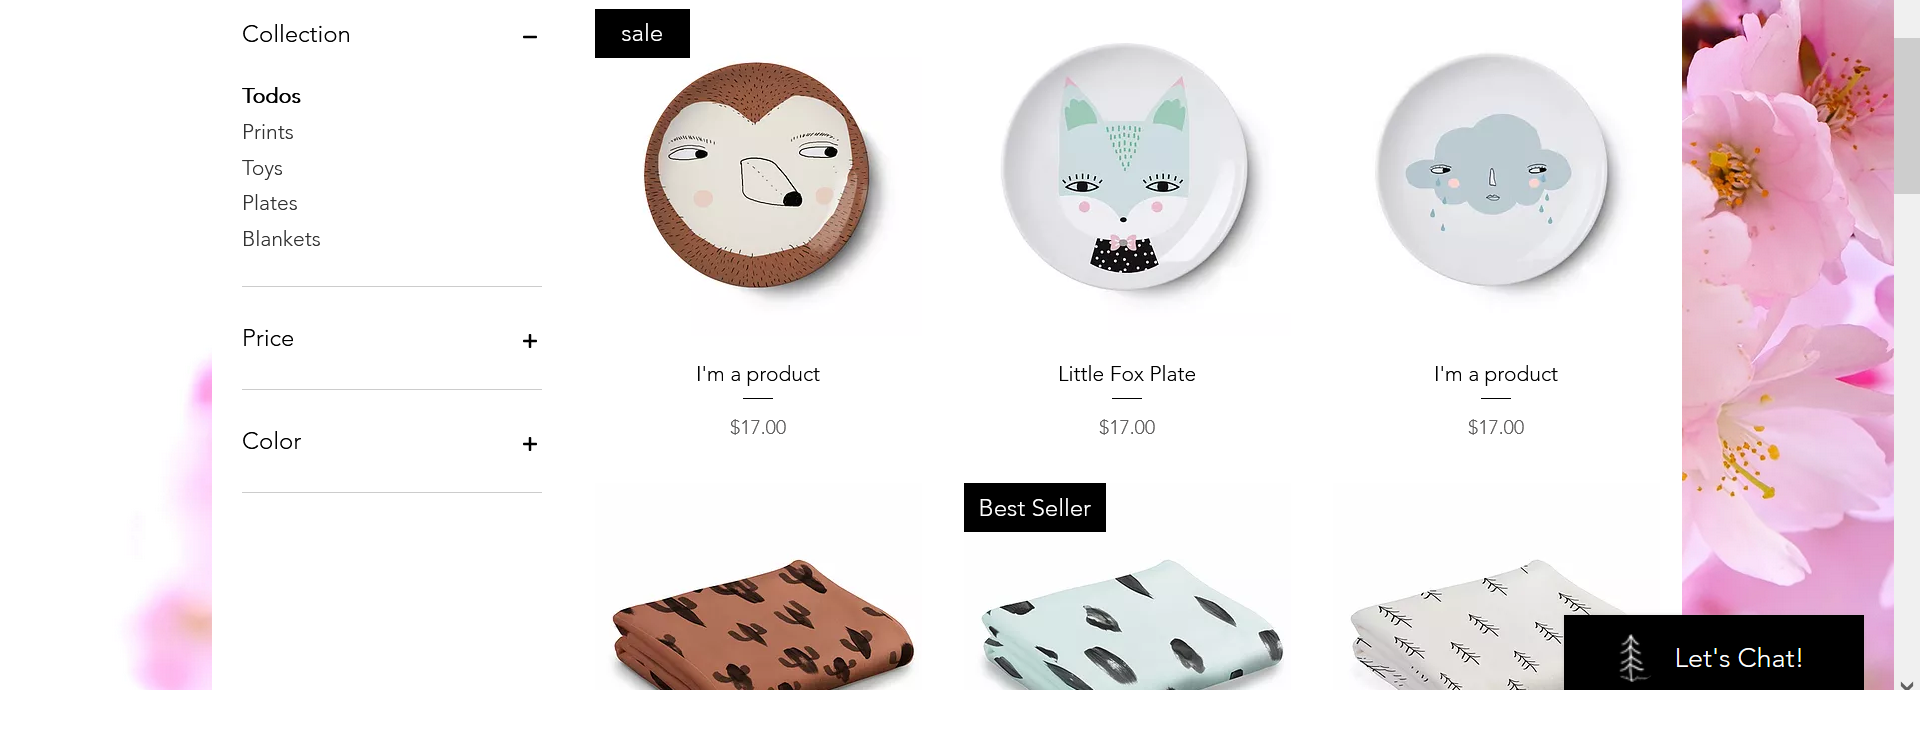 Collection
Todos
Prints
Toys
Plates
Blankets
Price
Color
sale
I'm a product
$17.00
Little Fox Plate
$17.00
I'm a product
$17.00
Best Seller
Let's Chat!